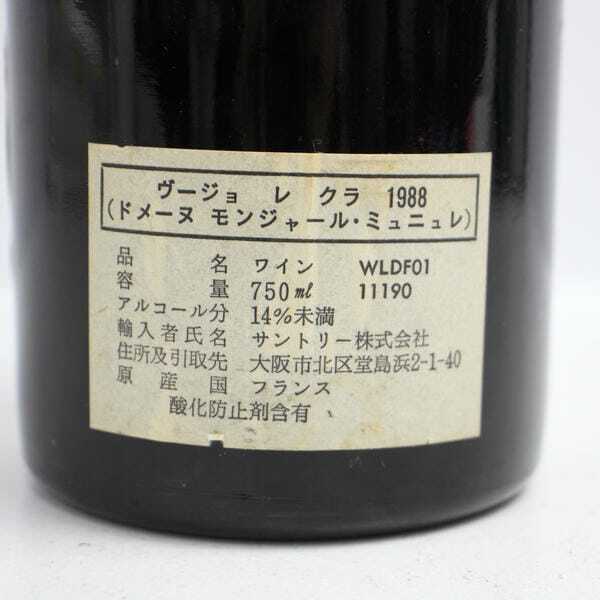 ヴージョ レ クラ 1988
(ドメーヌ モンジャール・ミュニュレ)
品名 ワイン WLDF01
容量 750ml 11190
アルコール分 14%未満
輸入者氏名 サントリー株式会社
住所及引取先 大阪市北区堂島浜2-1-40
原産国 フランス
酸化防止剤含有